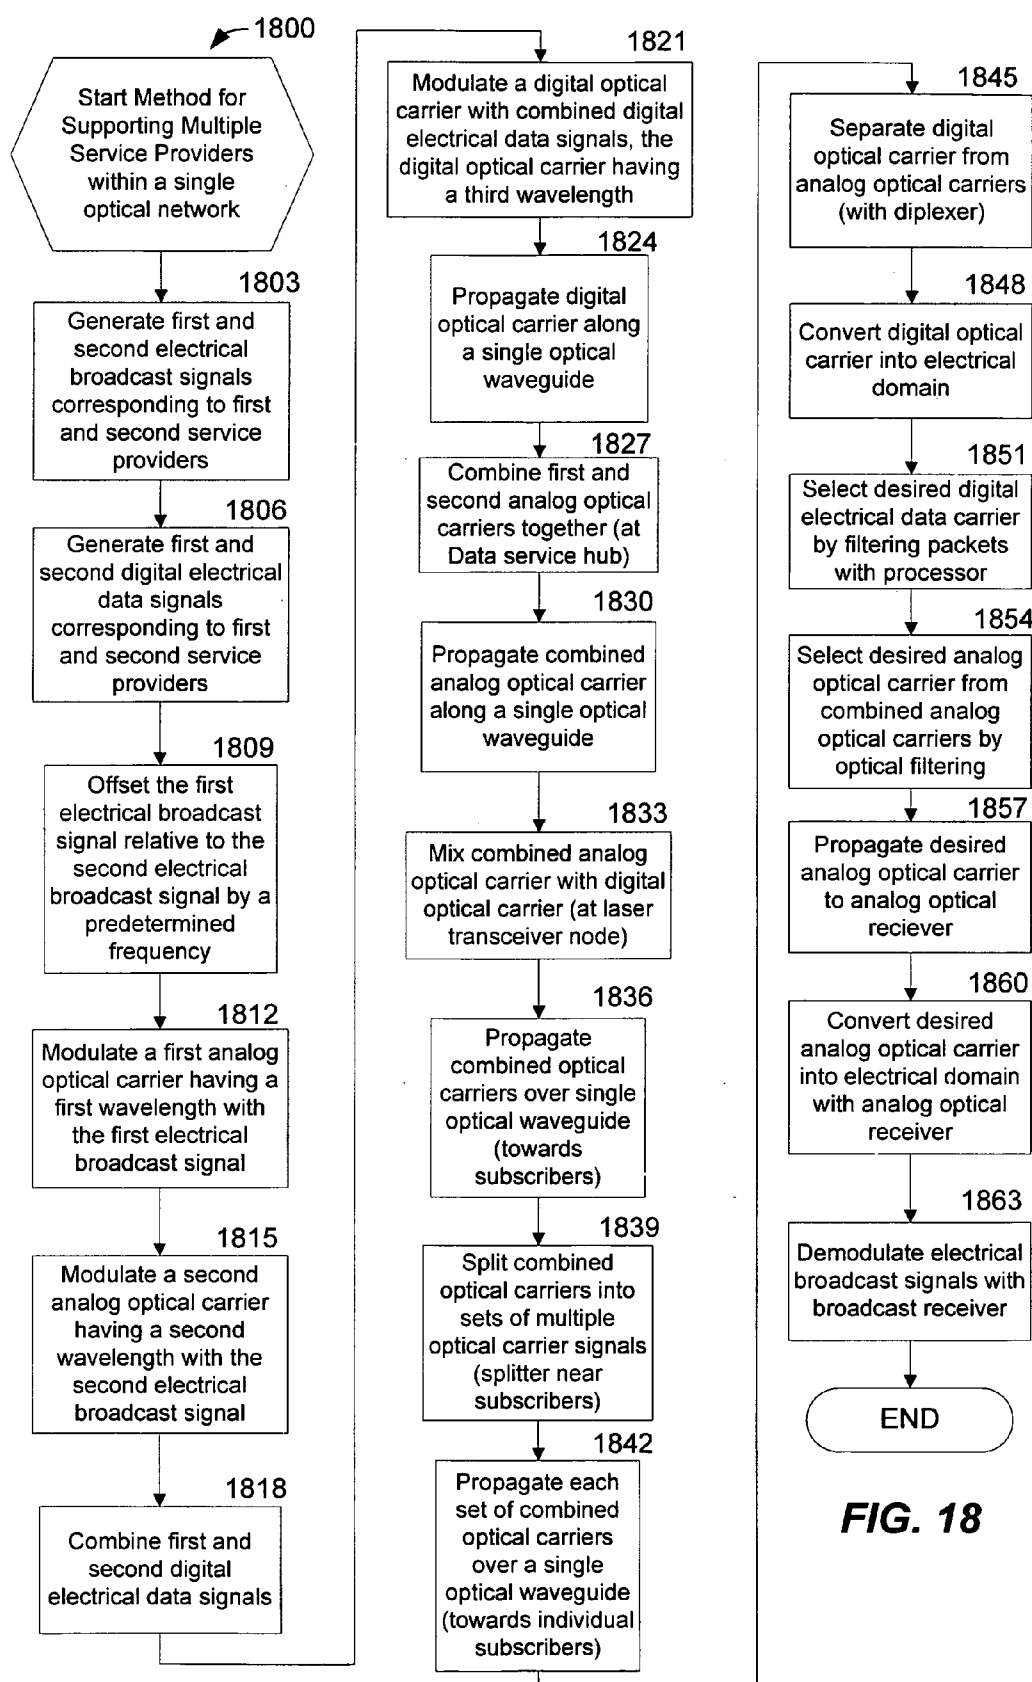 1800
Start Method for
Supporting Multiple
Service Providers
within a single
optical network
1803
Generate first and
second electrical
broadcast signals
corresponding to first
and second service
providers
1806
Generate first and
second digital electrical
data signals
corresponding to first
and second service
providers
1809
Offset the first
electrical broadcast
signal relative to the
second electrical
broadcast signal by a
predetermined
frequency
1812
Modulate a first analog
optical carrier having a
first wavelength with
the first electrical
broadcast signal
1815
Modulate a second
analog optical carrier
having a second
wavelength with the
second electrical
broadcast signal
1818
Combine first and
second digital
electrical data signals
1821
Modulate a digital optical
carrier with combined digital
electrical data signals, the
digital optical carrier having
a third wavelength
1824
Propagate digital
optical carrier along
a single optical
waveguide
1827
Combine first and
second analog optical
carriers together (at
Data service hub)
1830
Propagate combined
analog optical carrier
along a single optical
waveguide
1833
Mix combined analog
optical carrier with digital
optical carrier (at laser
transceiver node)
1836
Propagate
combined optical
carriers over single
optical waveguide
(towards
subscribers)
1839
Split combined
optical carriers into
sets of multiple
optical carrier signals
(splitter near
subscribers)
1842
Propagate each
set of combined
optical carriers
over a single
optical waveguide
(towards individual
subscribers)
1845
Separate digital
optical carrier from
analog optical carriers
(with diplexer)
1848
Convert digital optical
carrier into electrical
domain
1851
Select desired digital
electrical data carrier
by filtering packets
with processor
1854
Select desired analog
optical carrier from
combined analog
optical carriers by
optical filtering
1857
Propagate desired
analog optical carrier
to analog optical
reciever
1860
Convert desired
analog optical carrier
into electrical domain
with analog optical
receiver
1863
Demodulate electrical
broadcast signals with
broadcast receiver
END
FIG. 18